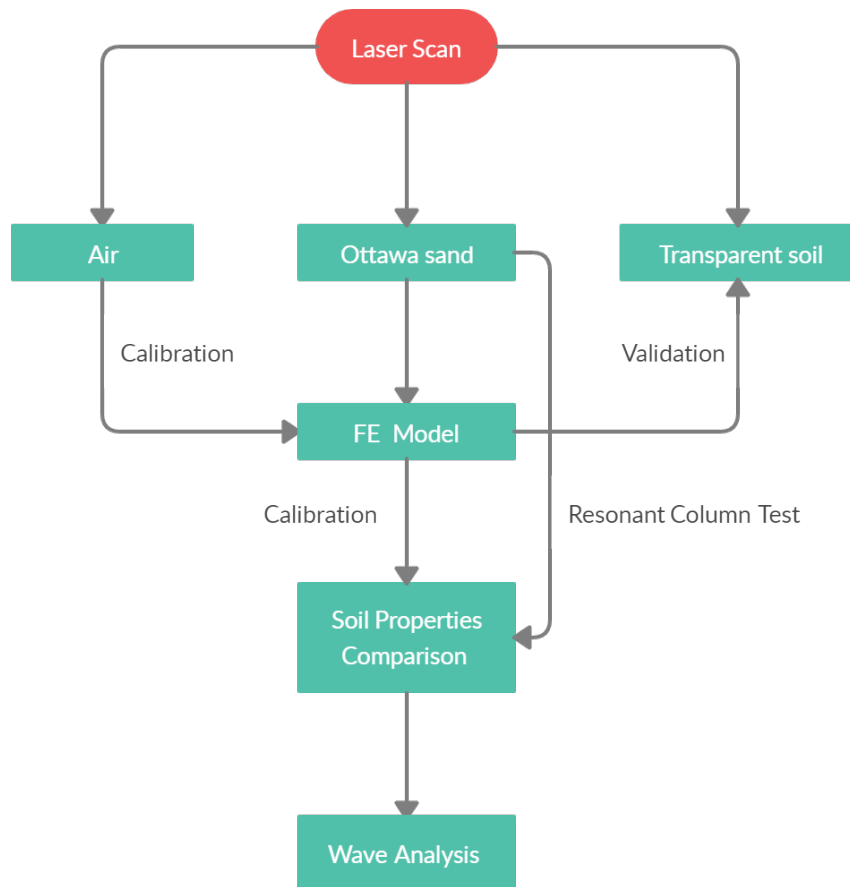 Laser Scan
Air
Ottawa sand
Transparent soil
Calibration
Validation
FE Model
Calibration
Resonant Column Test
Soil Properties
Comparison
Wave Analysis